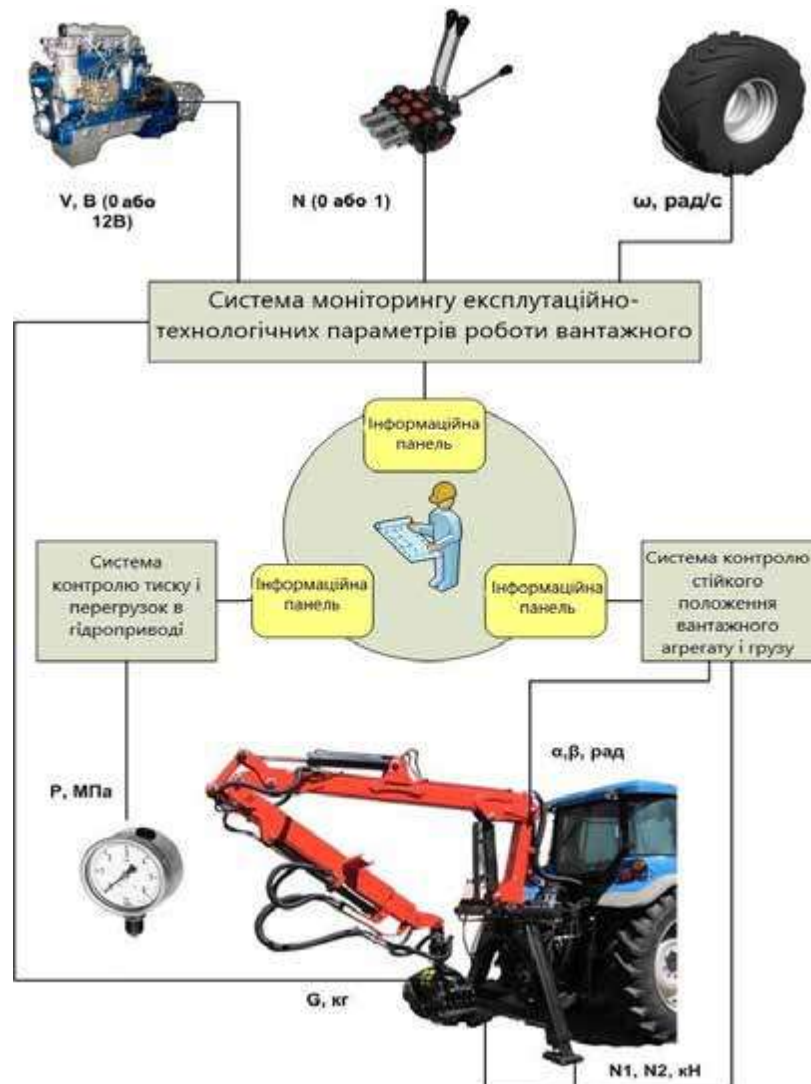 V, В (0 або
12В)
N (0 або 1)
ω, рад/с
Система моніторингу експлутаційно-
технологічних параметрів роботи вантажного
Інформаційна
панель
Система
контролю тиску і
перегрузок в
гідроприводі
Інформаційна
панель
Інформаційна
панель
Система контролю
стійкого
положення
вантажного
агрегату і грузу
α,β, рад
Р, МПа
G, кг
N1, N2, кН